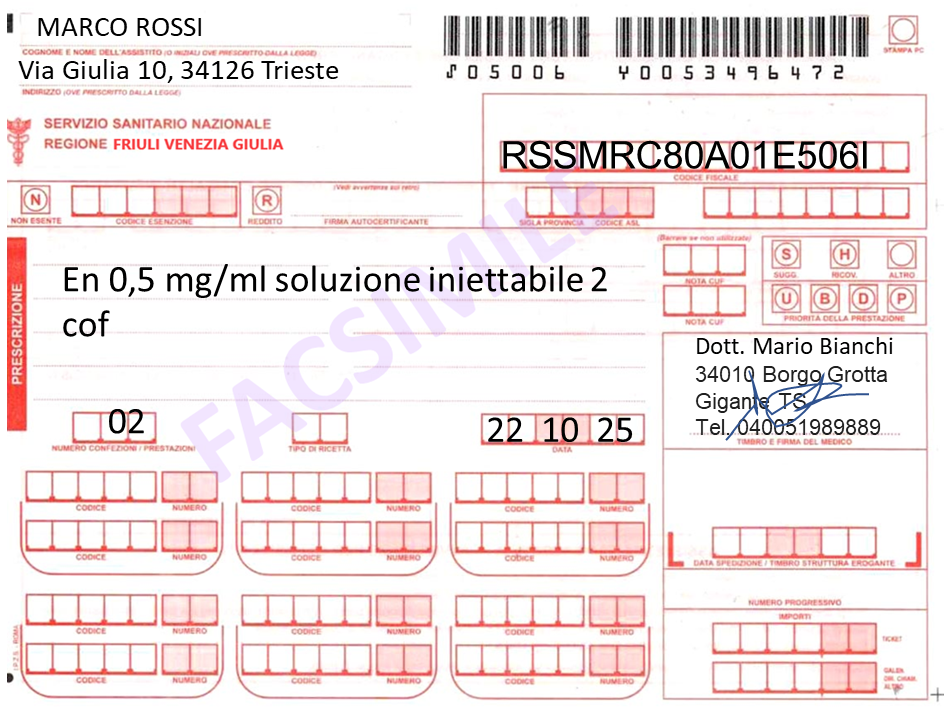 MARCO ROSSI
COGNOME E NOME DELL'ASSISTITO (O INIZIALI OVE PRESCRITTO DALLA LEGGE)
Via Giulia 10, 34126 Trieste
INDIRIZZO (OVE PRESCRITTO DALLA LEGGE)
05006
Y0053496472
STAMPA PC
SERVIZIO SANITARIO NAZIONALE
REGIONE FRIULI VENEZIA GIULIA
RSSMRC80A01E506I
CODICE FISCALE
N
NON ESENTE
CODICE ESENZIONE
R
REDDITO
(Vedi avvertenze sul retro)
FIRMA AUTOCERTIFICANTE
SIGLA PROVINCIA CODICE ASL
FACSIMILE
PRESCRIZIONE
En 0,5 mg/ml soluzione iniettabile 2
cof
(Barrare se non utilizzate)
NOTA CUF
NOTA CUF
S H
SUGG. RICOV. ALTRO
U B D P
PRIORITÀ DELLA PRESTAZIONE
Dott. Mario Bianchi
34010 Borgo Grotta
Gigante TS
Tel. 040051989889
TIMBRO E FIRMA DEL MEDICO
02
NUMERO CONFEZIONI / PRESTAZIONI
TIPO DI RICETTA
22 10 25
DATA
CODICE NUMERO CODICE NUMERO CODICE NUMERO
CODICE NUMERO CODICE NUMERO CODICE NUMERO
DATA SPEDIZIONE / TIMBRO STRUTTURA EROGANTE
CODICE NUMERO CODICE NUMERO CODICE NUMERO
CODICE NUMERO CODICE NUMERO CODICE NUMERO
NUMERO PROGRESSIVO
IMPORTI
TICKET
GALEN.
DIR. CHIAM.
ALTRO
I.P.Z.S. - ROMA